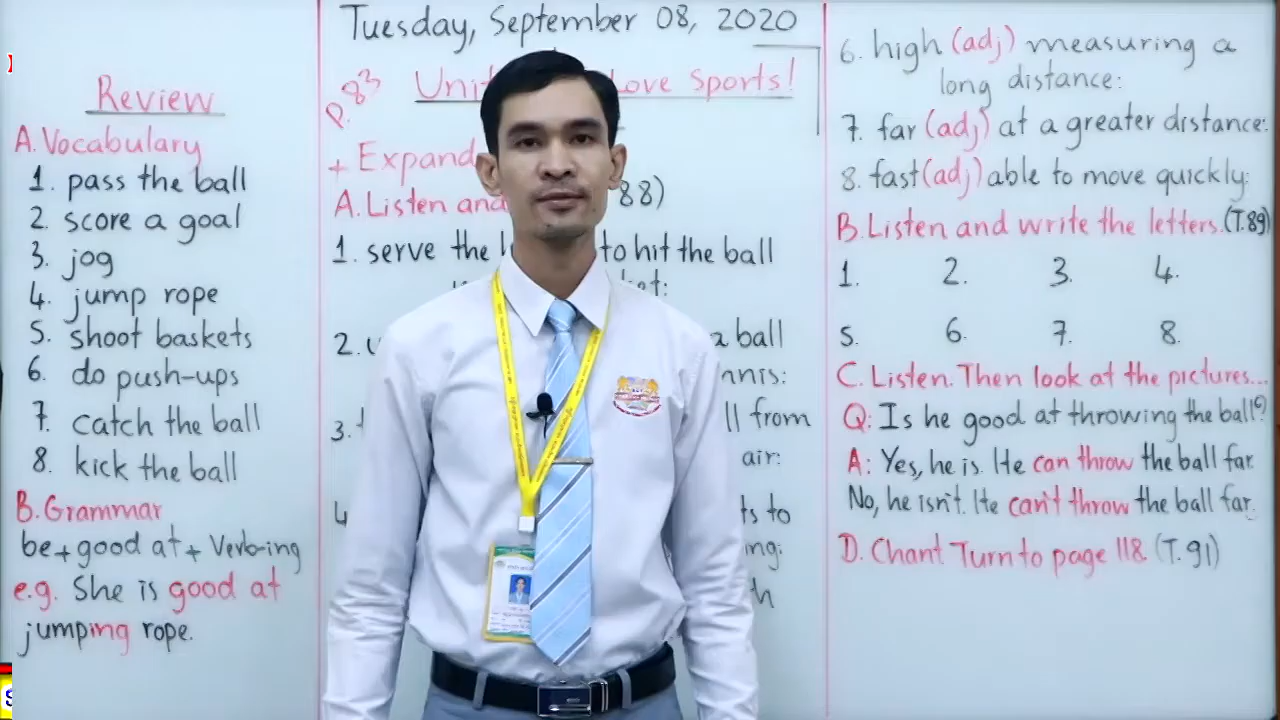 Tuesday, September 08, 2020
Review
A. Vocabulary
1. pass the ball
2. score a goal
3. jog
4. jump rope
5. shoot baskets
6. do push-ups
7. catch the ball
8. kick the ball
B. Grammar
be + good at + Verb-ing
e.g. She is good at
jumping rope.
P. 83
Unit Love Sports!
+ Expand
A. Listen and 88)
1. serve the to hit the ball
2. a ball
3.
from
air:
4. to
6. high (adj) measuring a
long distance:
7. far (adj) at a greater distance:
8. fast (adj) able to move quickly:
B. Listen and write the letters. (T.89)
1. 2. 3. 4.
5. 6. 7. 8.
C. Listen. Then look at the pictures...
Q: Is he good at throwing the ball?
A: Yes, he is. He can throw the ball far.
No, he isn't. He can't throw the ball far.
D. Chant Turn to page 118. (T.91)